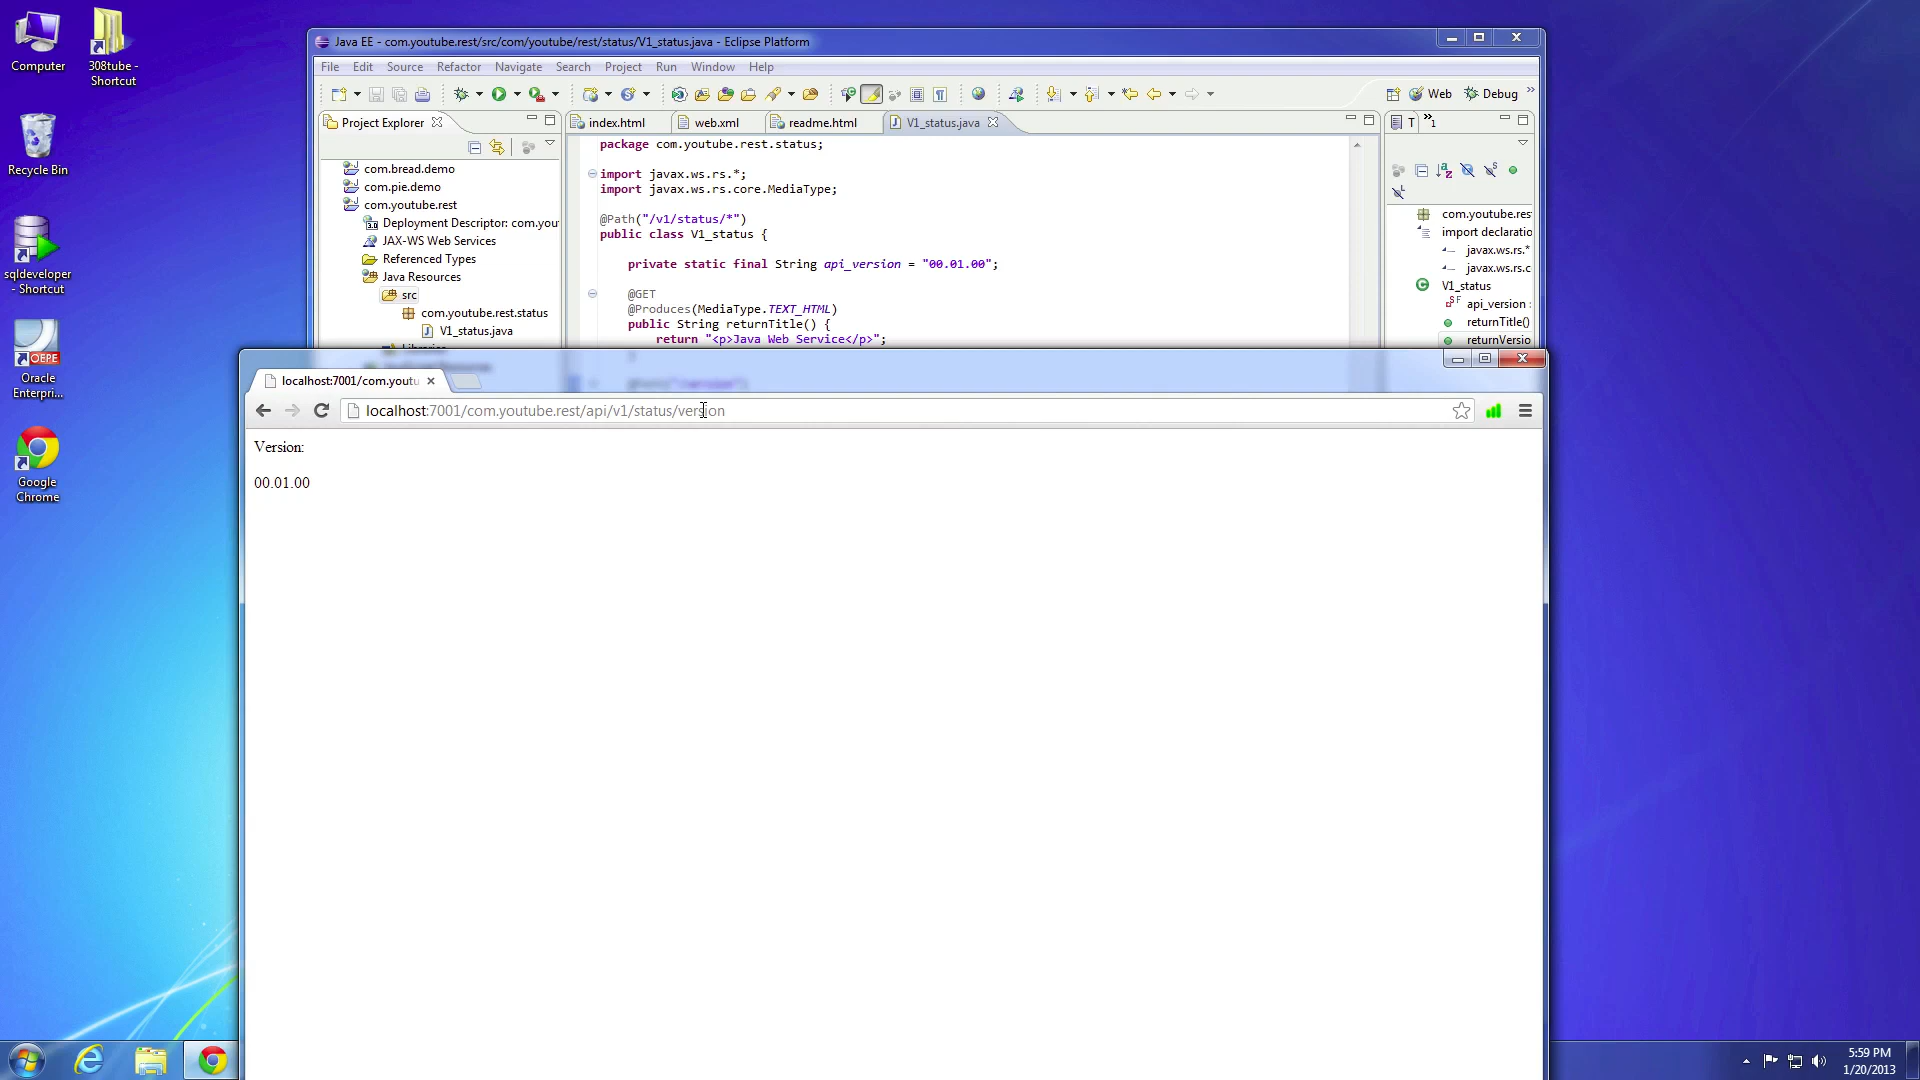 Computer
308tube - Shortcut
Recycle Bin
sqldeveloper - Shortcut
OEPE
Oracle Enterpri...
Google Chrome
Java EE - com.youtube.rest/src/com/youtube/rest/status/V1_status.java - Eclipse Platform
File Edit Source Refactor Navigate Search Project Run Window Help
Web Debug »
Project Explorer
index.html web.xml readme.html V1_status.java
T »1
com.bread.demo
com.pie.demo
com.youtube.rest
Deployment Descriptor: com.you
JAX-WS Web Services
Referenced Types
Java Resources
src
com.youtube.rest.status
V1_status.java
package com.youtube.rest.status;
import javax.ws.rs.*;
import javax.ws.rs.core.MediaType;
@Path("/v1/status/*")
public class V1_status {
private static final String api_version = "00.01.00";
@GET
@Produces(MediaType.TEXT_HTML)
public String returnTitle() {
return "<p>Java Web Service</p>";
com.youtube.res
import declaratio
javax.ws.rs.*
javax.ws.rs.c
V1_status
api_version :
returnTitle()
returnVersio
localhost:7001/com.youtu
localhost:7001/com.youtube.rest/api/v1/status/version
Version:
00.01.00
5:59 PM
1/20/2013